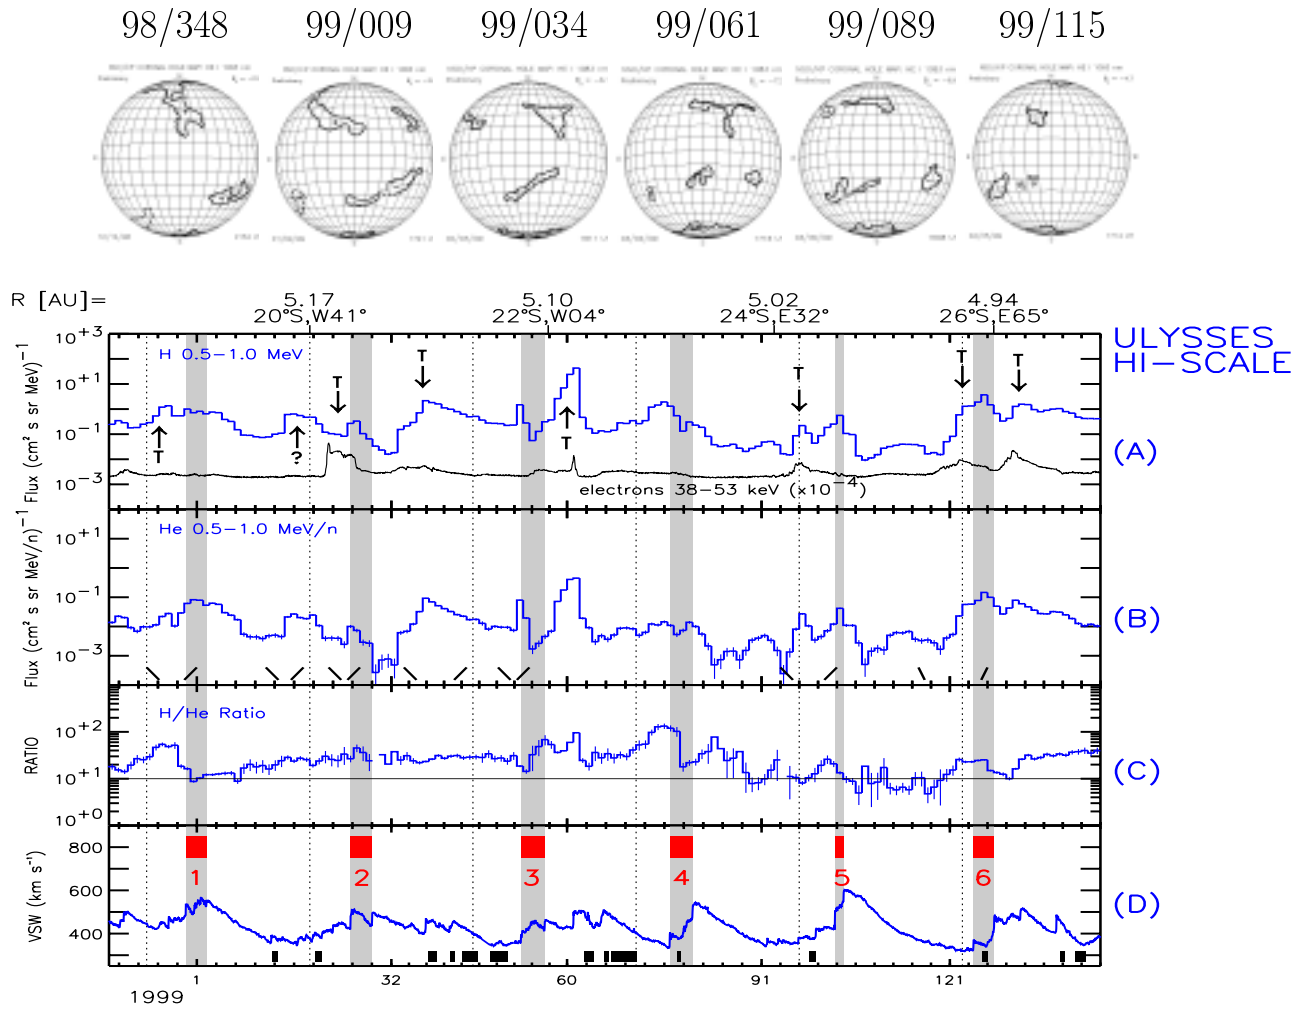 98/348 99/009 99/034 99/061 99/089 99/115
R [AU]= 5.17 5.10 5.02 4.94
20°S,W41° 22°S,W04° 24°S,E32° 26°S,E65°
ULYSSES
HI-SCALE
Flux (cm² s sr MeV)⁻¹
10⁺³
10⁺¹
10⁻¹
10⁻³
H 0.5-1.0 MeV
T T T T T
T ? T
electrons 38-53 keV (x10⁻⁴)
(A)
Flux (cm² s sr MeV/n)⁻¹
10⁺¹
10⁻¹
10⁻³
He 0.5-1.0 MeV/n
(B)
RATIO
10⁺²
10⁺¹
10⁺⁰
H/He Ratio
(C)
VSW (km s⁻¹)
800
600
400
1 2 3 4 5 6
(D)
1 32 60 91 121
1999